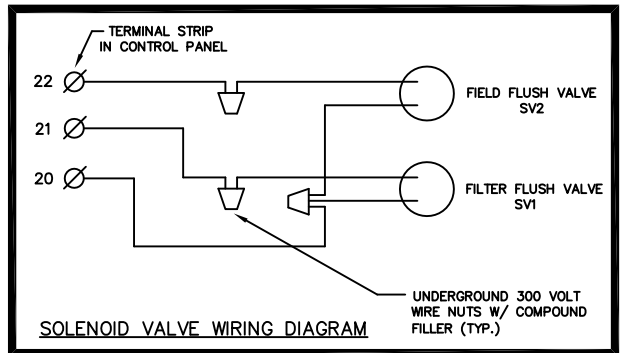 TERMINAL STRIP
IN CONTROL PANEL
22
FIELD FLUSH VALVE
SV2
21
20
FILTER FLUSH VALVE
SV1
UNDERGROUND 300 VOLT
WIRE NUTS W/ COMPOUND
FILLER (TYP.)
SOLENOID VALVE WIRING DIAGRAM